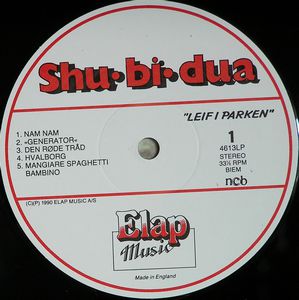 Shu·bi·dua
"LEIF I PARKEN"
1. NAM NAM
2. »GENERATOR«
3. DEN RØDE TRÅD
4. HVALBORG
5. MANGIARE SPAGHETTI
BAMBINO
1
4613LP
STEREO
33⅓ RPM
BIEM
ncb
(C)(P) 1990 ELAP MUSIC A/S
Elap
Music
Made in England